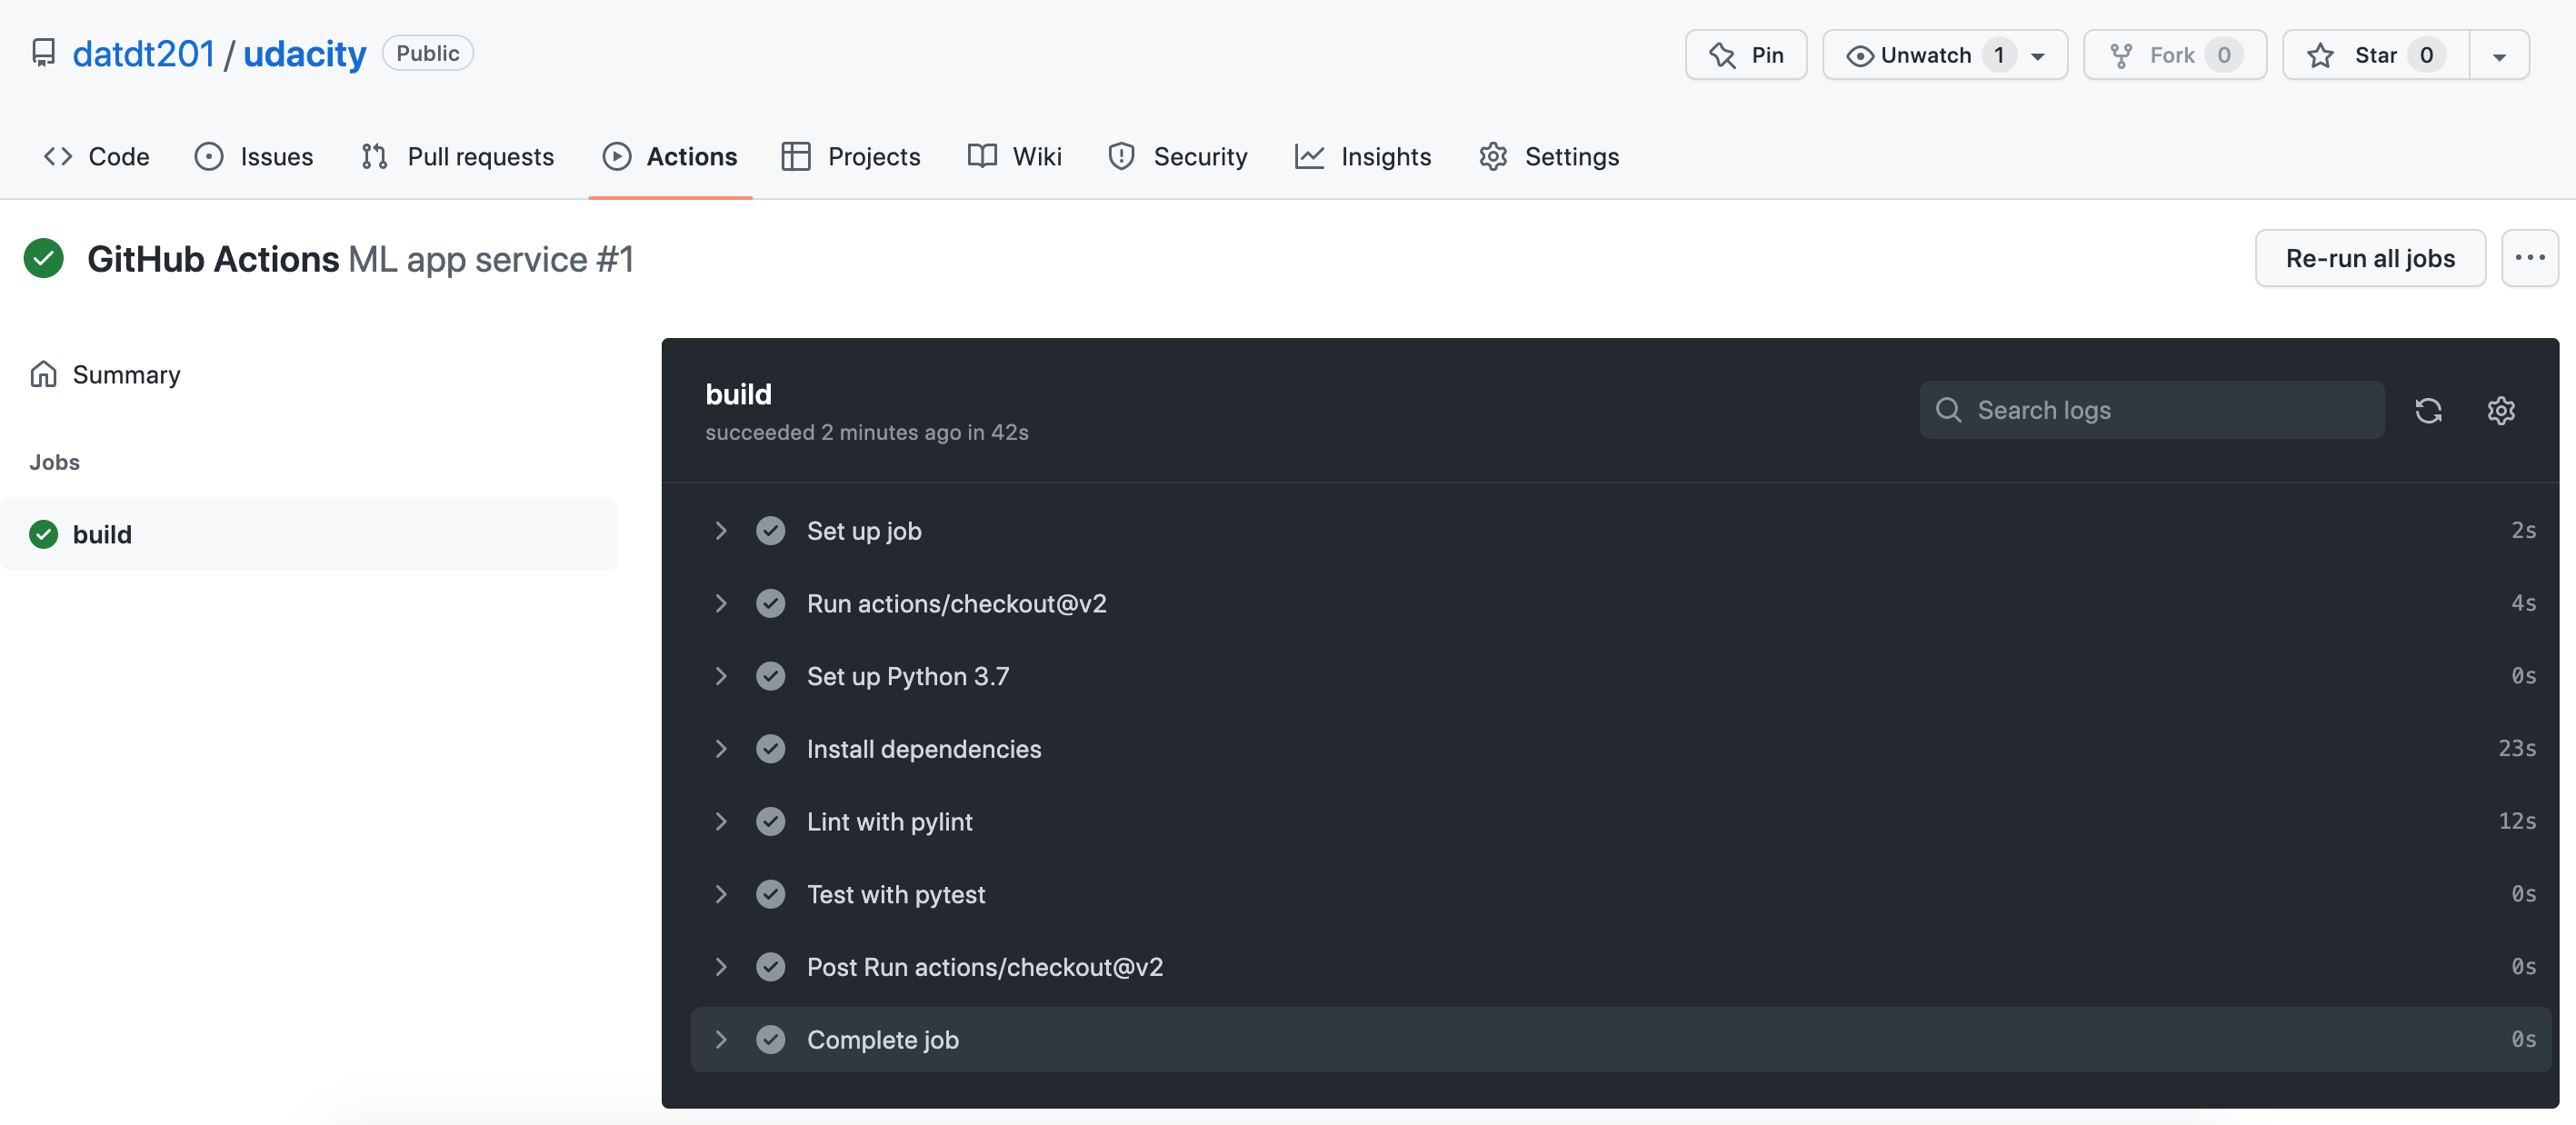 datdt201 / udacity Public Pin Unwatch 1 Fork 0 Star 0
Code Issues Pull requests Actions Projects Wiki Security Insights Settings
GitHub Actions ML app service #1 Re-run all jobs
Summary
Jobs
build
build
succeeded 2 minutes ago in 42s
Search logs
Set up job 2s
Run actions/checkout@v2 4s
Set up Python 3.7 0s
Install dependencies 23s
Lint with pylint 12s
Test with pytest 0s
Post Run actions/checkout@v2 0s
Complete job 0s